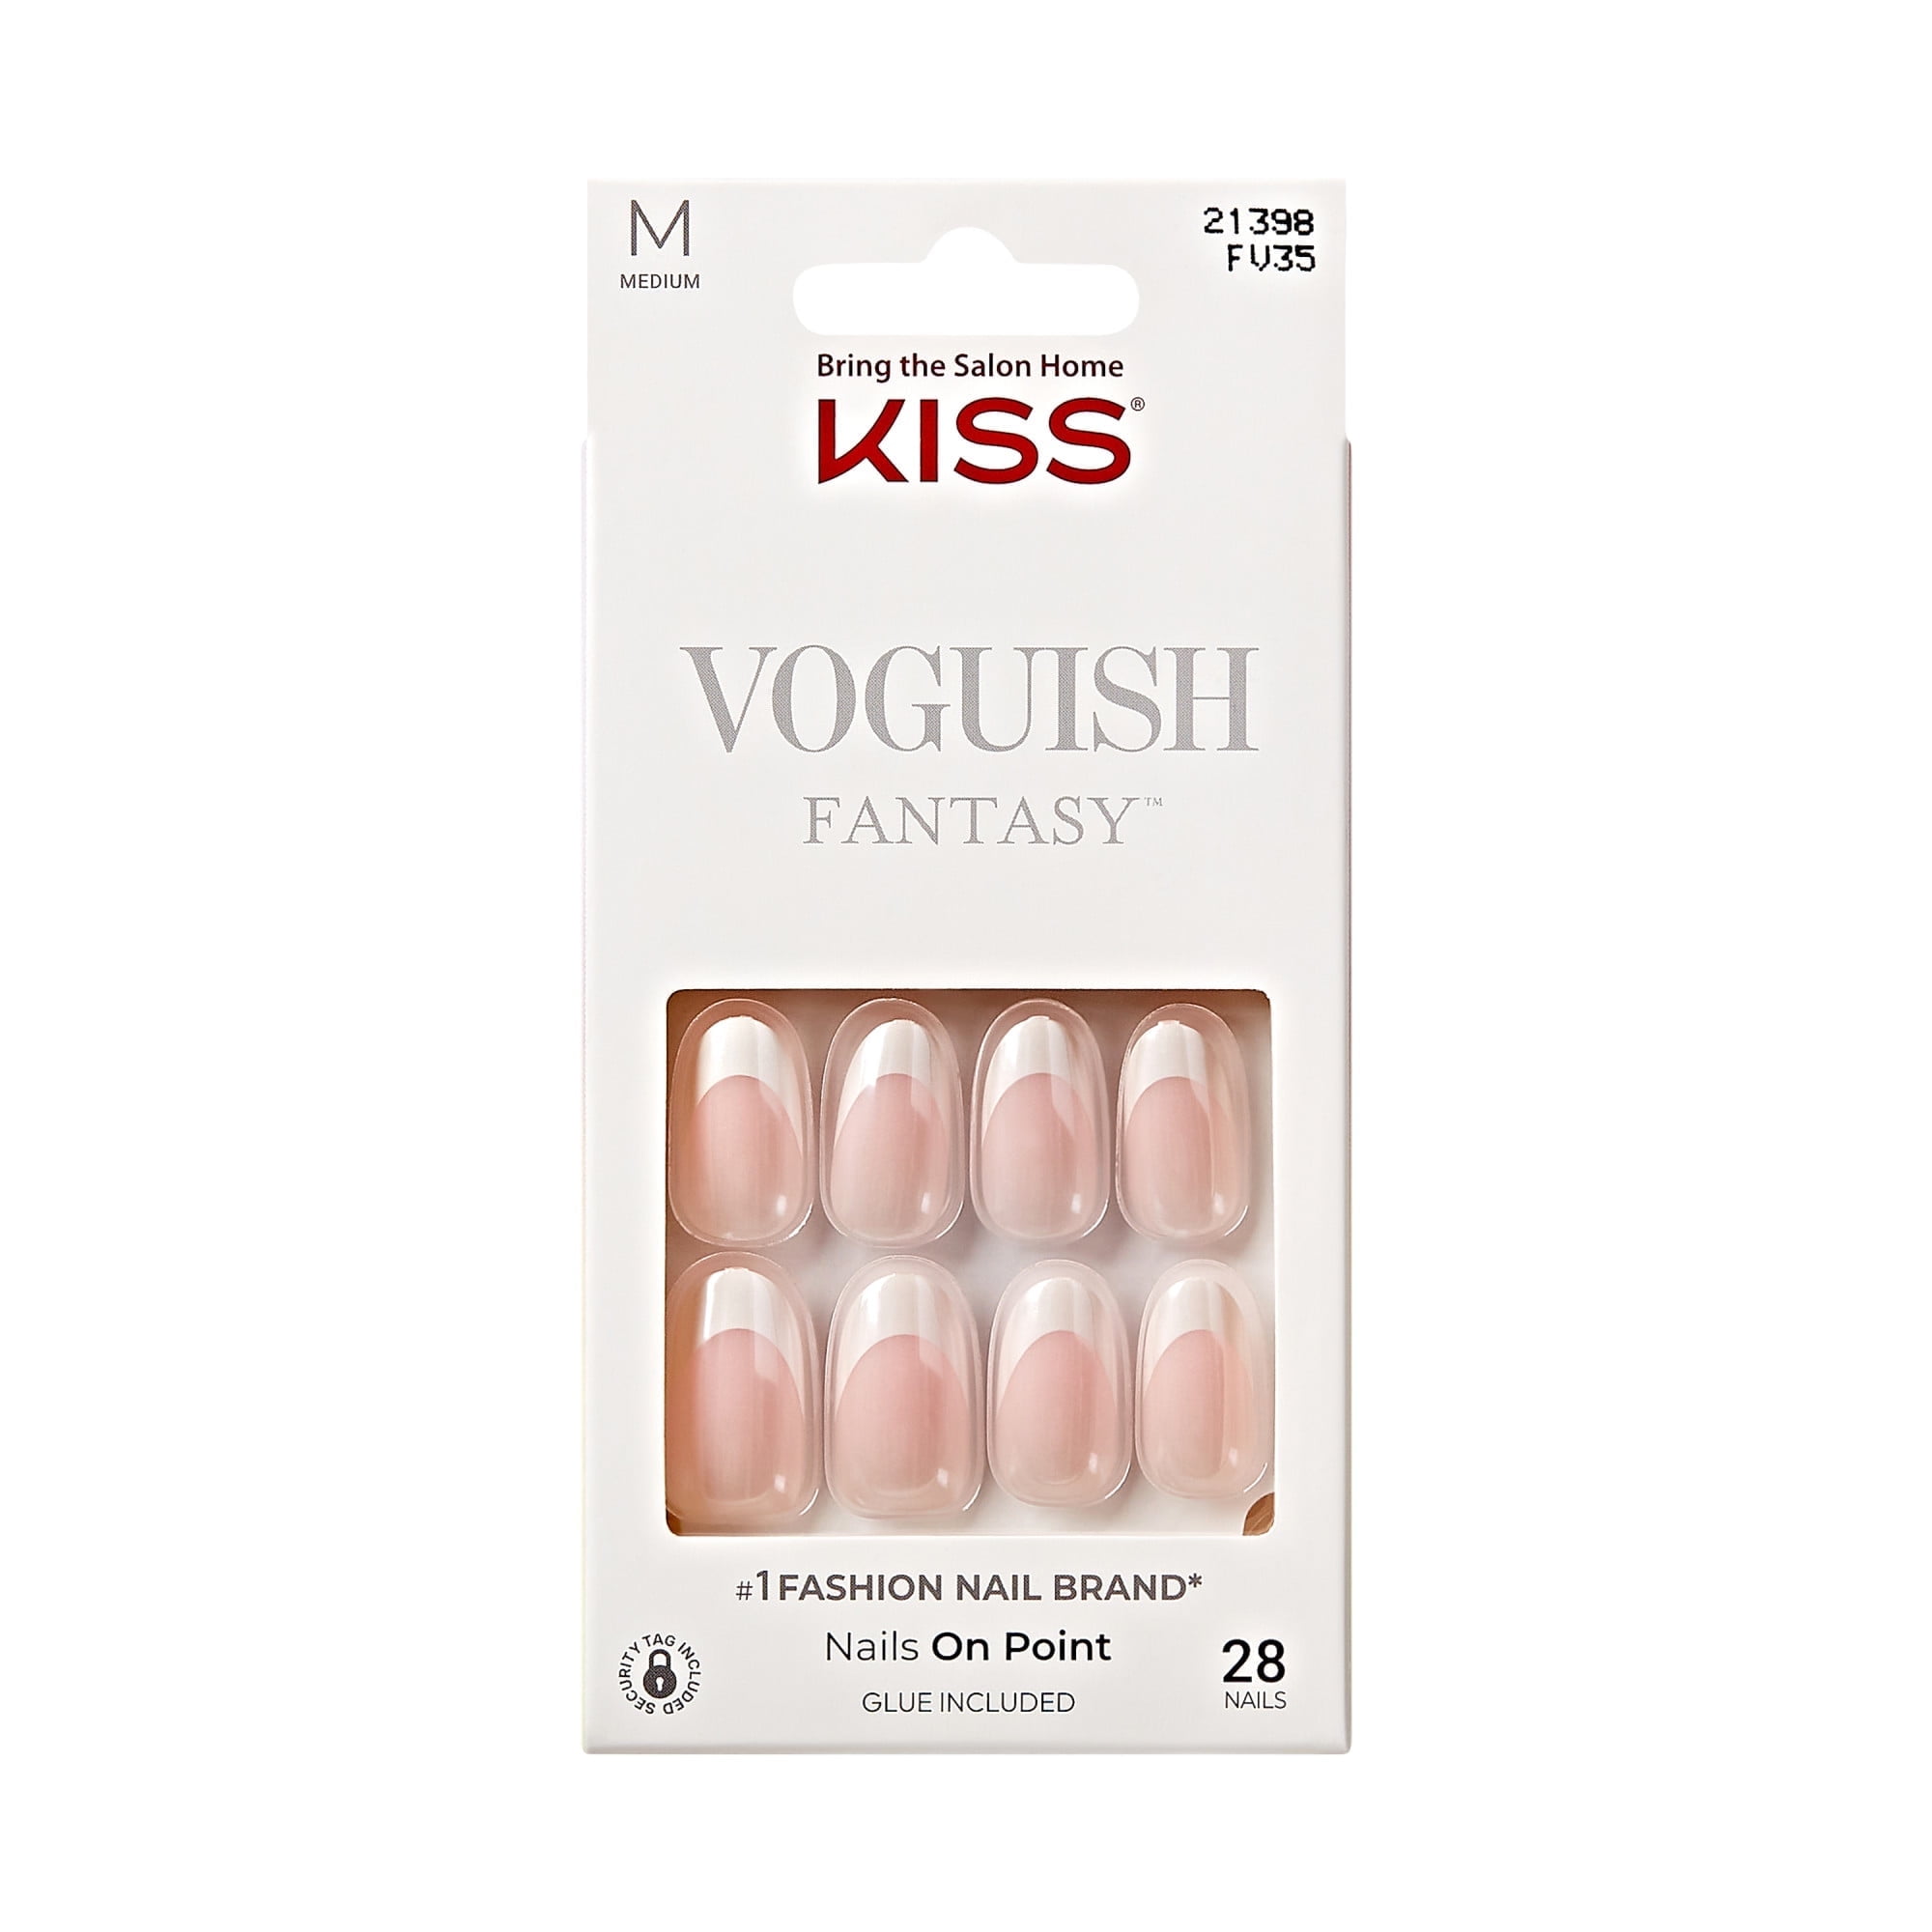 M
MEDIUM
21398
FV35
Bring the Salon Home
KISS®
VOGUISH
FANTASY™
#1 FASHION NAIL BRAND*
Nails On Point
GLUE INCLUDED
SECURITY TAG INCLUDED
28
NAILS